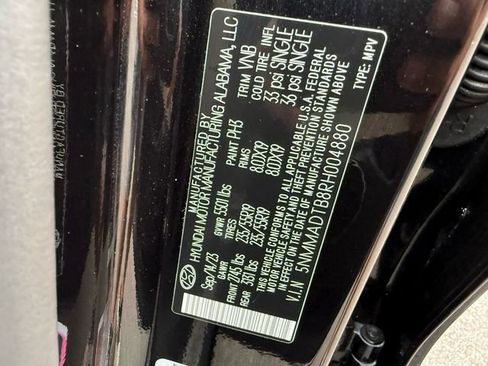 MANUFACTURED BY
HYUNDAI MOTOR MANUFACTURING ALABAMA, LLC
Sep/14/23 GVWR 5501 lbs PAINT PH3 TRIM VNB
GAWR TIRES RIMS COLD TIRE INFL
FRONT 2745 lbs 235/55R19 8.0JX19 33 psi SINGLE
REAR 3181 lbs 235/55R19 8.0JX19 36 psi SINGLE
THIS VEHICLE CONFORMS TO ALL APPLICABLE U.S.A. FEDERAL
MOTOR VEHICLE SAFETY AND THEFT PREVENTION STANDARDS
IN EFFECT ON THE DATE OF MANUFACTURE SHOWN ABOVE
V.I.N 5NMMADTB8RH004880 TYPE: MPV